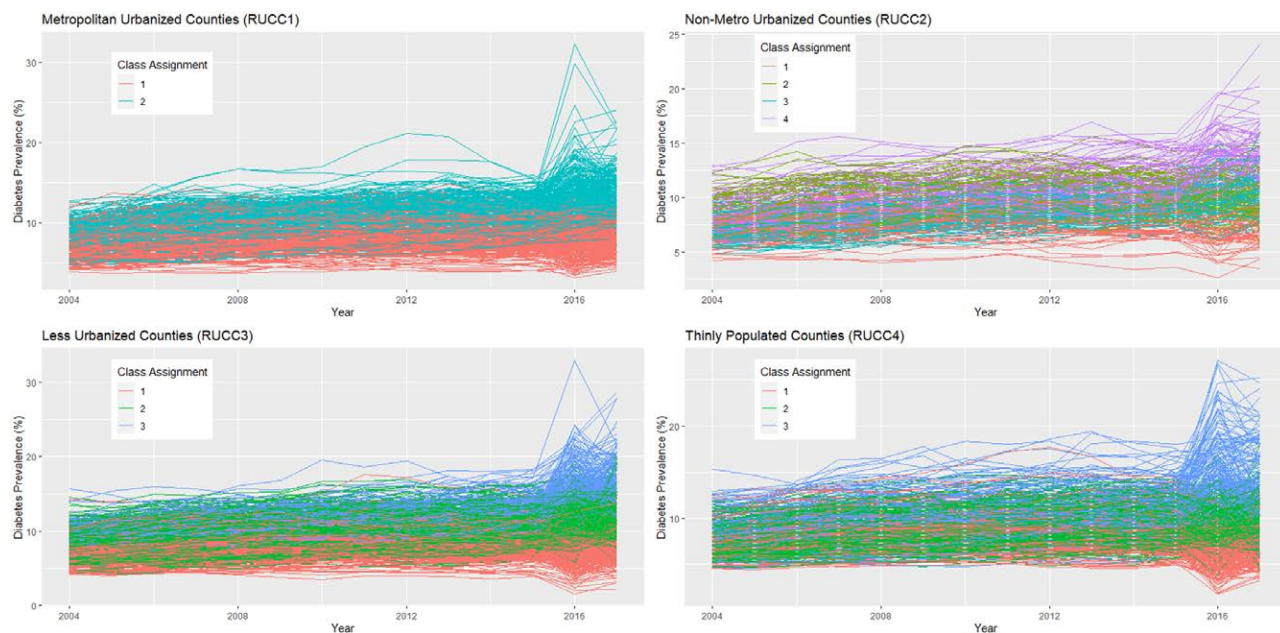 Metropolitan Urbanized Counties (RUCC1)
Diabetes Prevalence (%)
30
20
10
Class Assignment
1
2
2004
2008
2012
2016
Year
Non-Metro Urbanized Counties (RUCC2)
Diabetes Prevalence (%)
25
20
15
10
5
Class Assignment
1
2
3
4
2004
2008
2012
2016
Year
Less Urbanized Counties (RUCC3)
Diabetes Prevalence (%)
30
20
10
0
Class Assignment
1
2
3
2004
2008
2012
2016
Year
Thinly Populated Counties (RUCC4)
Diabetes Prevalence (%)
20
10
Class Assignment
1
2
3
2004
2008
2012
2016
Year